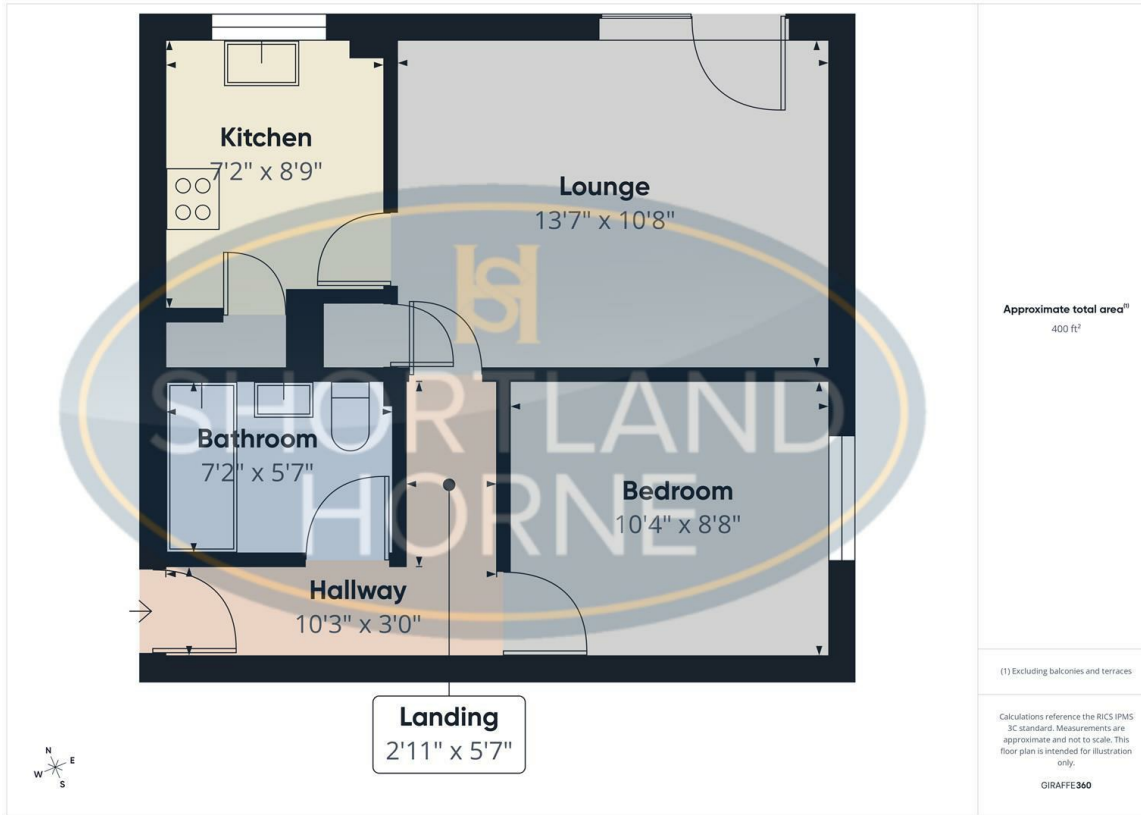 Kitchen
7'2" x 8'9"
Lounge
13'7" x 10'8"
HS
SHORTLAND
HORNE
Bathroom
7'2" x 5'7"
Bedroom
10'4" x 8'8"
Hallway
10'3" x 3'0"
Landing
2'11" x 5'7"
N
W E
S
Approximate total area(1)
400 ft²
(1) Excluding balconies and terraces
Calculations reference the RICS IPMS
3C standard. Measurements are
approximate and not to scale. This
floor plan is intended for illustration
only.
GIRAFFE360